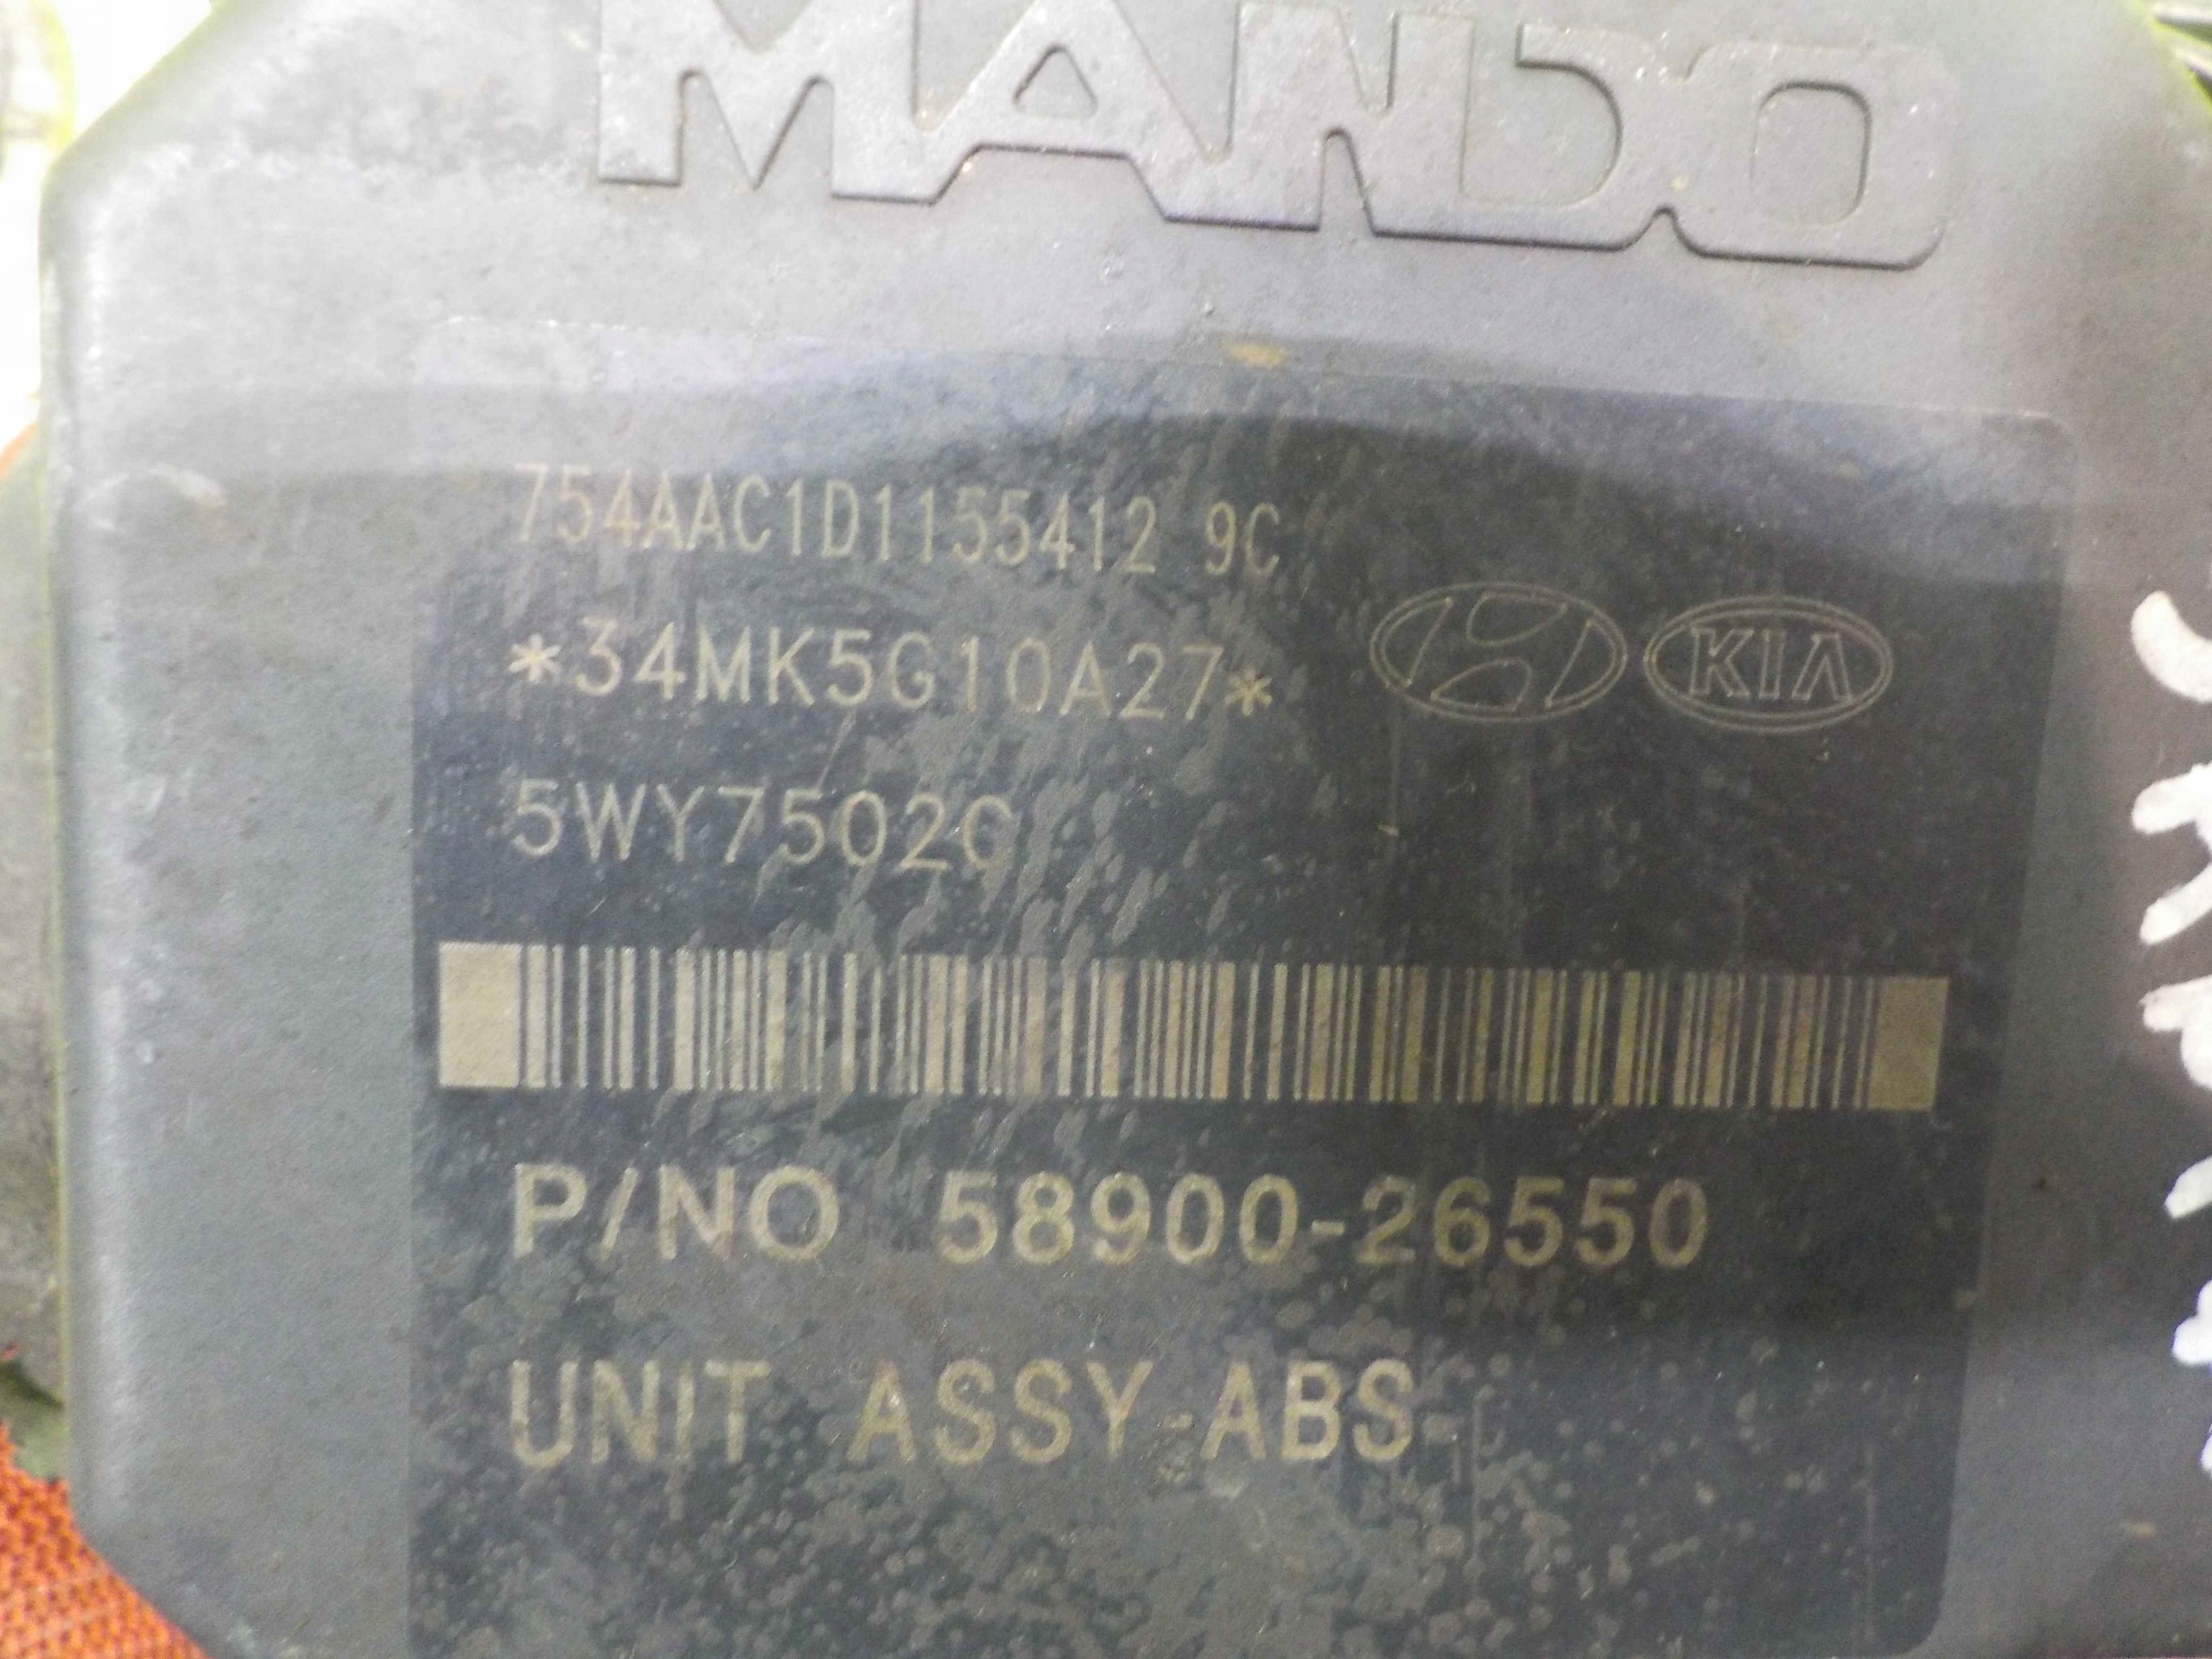 MANDO
754AAC1D1155412 9C
*34MK5G10A27*
KIA
5WY7502C
P/NO 58900-26550
UNIT ASSY-ABS